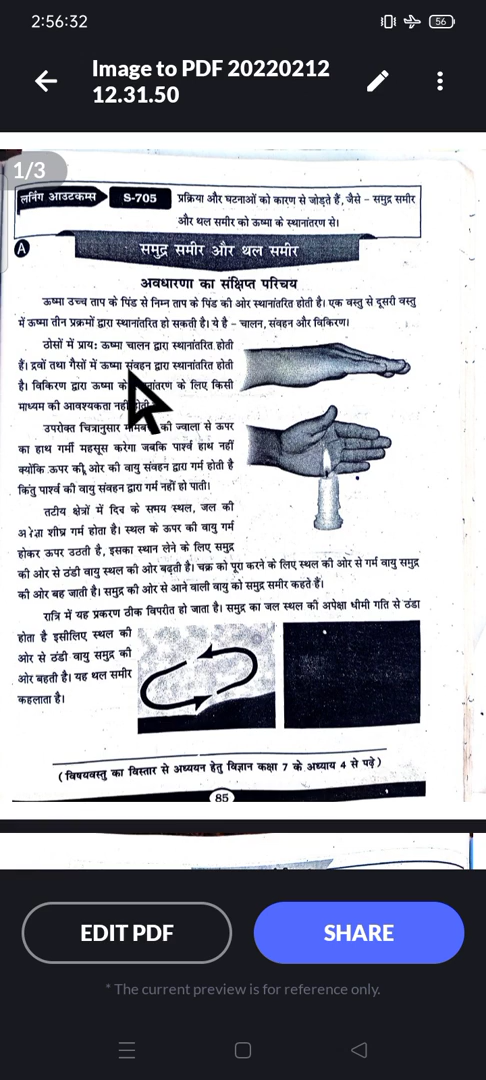 2:56:32
56
Image to PDF 20220212
12.31.50
1/3
लर्निंग आउटकम्स
S-705
प्रक्रिया और घटनाओं को कारण से जोड़ते हैं, जैसे - समुद्र समीर
और थल समीर को ऊष्मा के स्थानांतरण से।
A
समुद्र समीर और थल समीर
अवधारणा का संक्षिप्त परिचय
ऊष्मा उच्च ताप के पिंड से निम्न ताप के पिंड की ओर स्थानांतरित होती है। एक वस्तु से दूसरी वस्तु
में ऊष्मा तीन प्रक्रमों द्वारा स्थानांतरित हो सकती है। ये है - चालन, संवहन और विकिरण।
ठोसों में प्राय: ऊष्मा चालन द्वारा स्थानांतरित होती
हैं। द्रवों तथा गैसों में ऊष्मा संवहन द्वारा स्थानांतरित होती
है। विकिरण द्वारा ऊष्मा के के लिए किसी
माध्यम की आवश्यकता नहीं होती
उपरोक्त चित्रानुसार की ज्वाला से ऊपर
का हाथ गर्मी महसूस करेगा जबकि पार्श्व हाथ नहीं
क्योंकि ऊपर की ओर की वायु संवहन द्वारा गर्म होती है
किंतु पार्श्व की वायु संवहन द्वारा गर्म नहीं हो पाती।
तटीय क्षेत्रों में दिन के समय स्थल, जल की
शीघ्र गर्म होता है। स्थल के ऊपर की वायु गर्म
होकर ऊपर उठती है, इसका स्थान लेने के लिए समुद्र
की ओर से ठंडी वायु स्थल की ओर बढ़ती है। चक्र को पूरा करने के लिए स्थल की ओर से गर्म वायु समुद्र
की ओर बह जाती है। समुद्र की ओर से आने वाली वायु को समुद्र समीर कहते हैं।
रात्रि में यह प्रकरण ठीक विपरीत हो जाता है। समुद्र का जल स्थल की अपेक्षा धीमी गति से ठंडा
होता है इसीलिए स्थल की
ओर से ठंडी वायु समुद्र की
ओर बहती है। यह थल समीर
कहलाता है।
( विषयवस्तु का विस्तार से अध्ययन हेतु विज्ञान कक्षा 7 के अध्याय 4 से पढ़ें )
85
EDIT PDF
SHARE
* The current preview is for reference only.